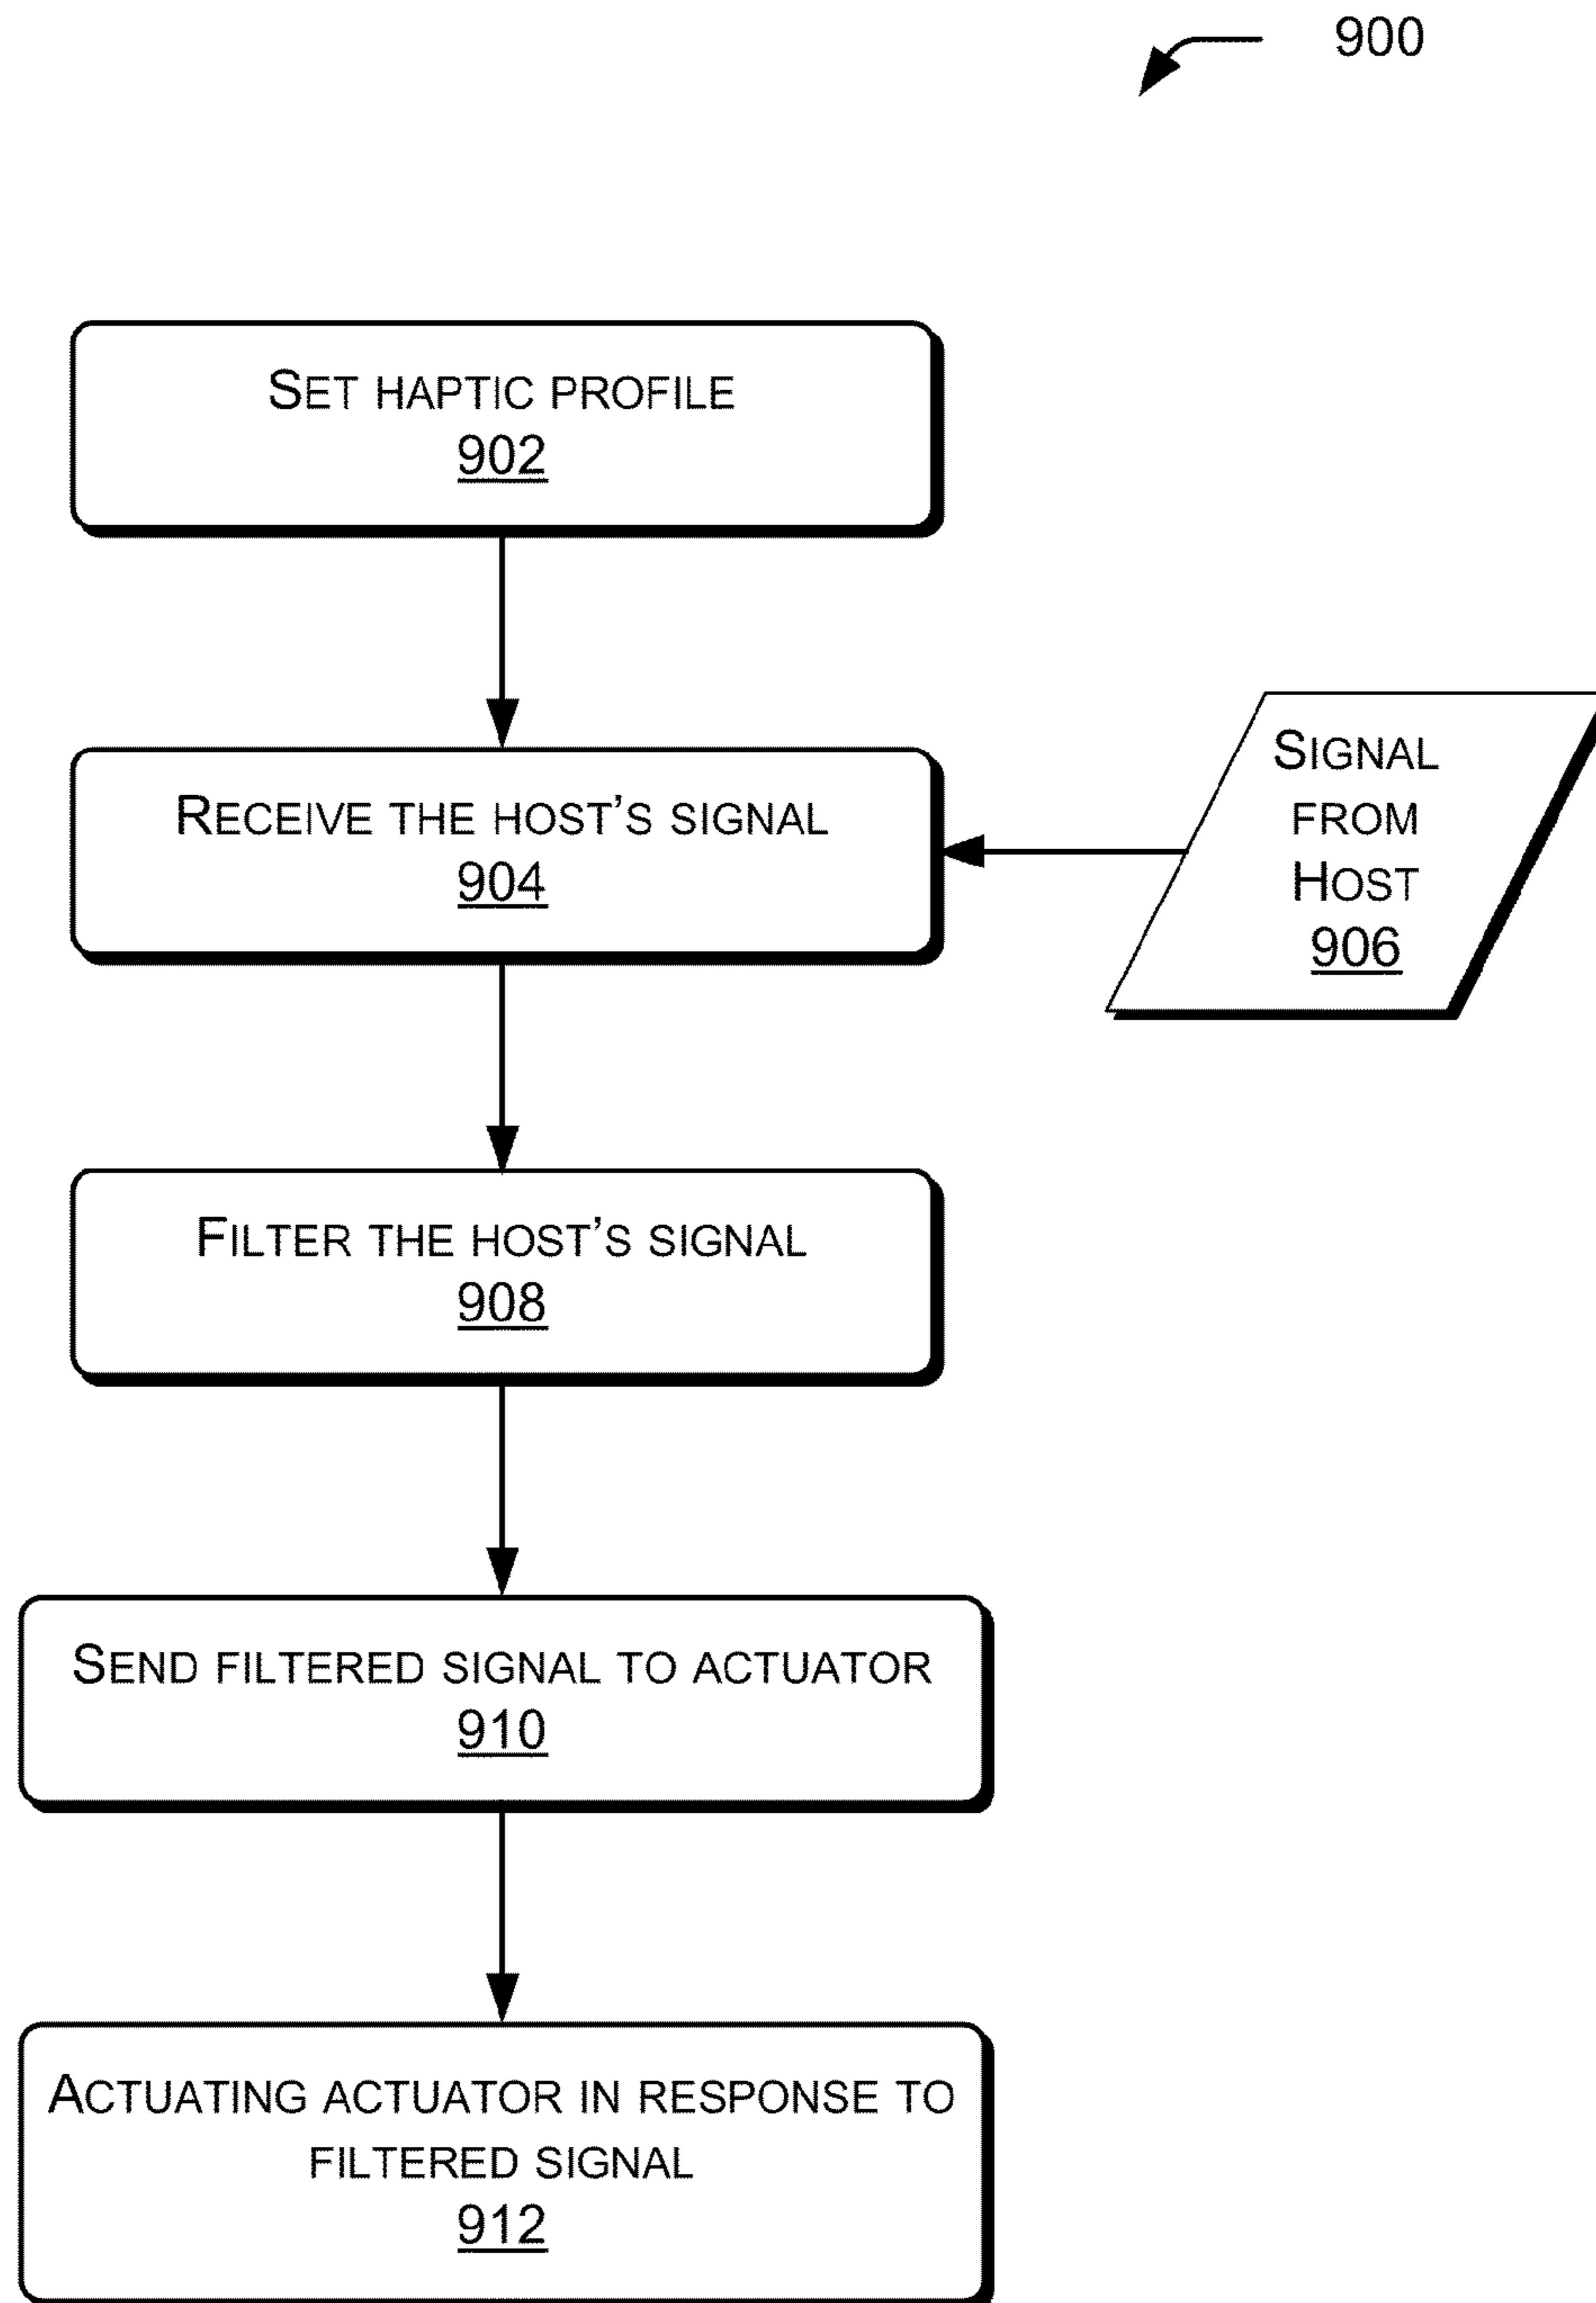 900
SET HAPTIC PROFILE
902
RECEIVE THE HOST'S SIGNAL
904
SIGNAL
FROM
HOST
906
FILTER THE HOST'S SIGNAL
908
SEND FILTERED SIGNAL TO ACTUATOR
910
ACTUATING ACTUATOR IN RESPONSE TO
FILTERED SIGNAL
912